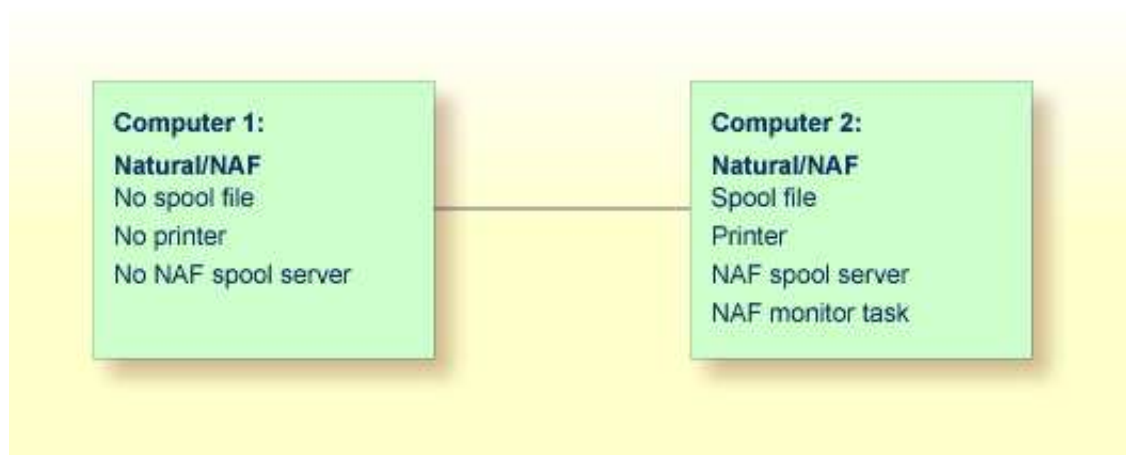 Computer 1:
Natural/NAF
No spool file
No printer
No NAF spool server
Computer 2:
Natural/NAF
Spool file
Printer
NAF spool server
NAF monitor task